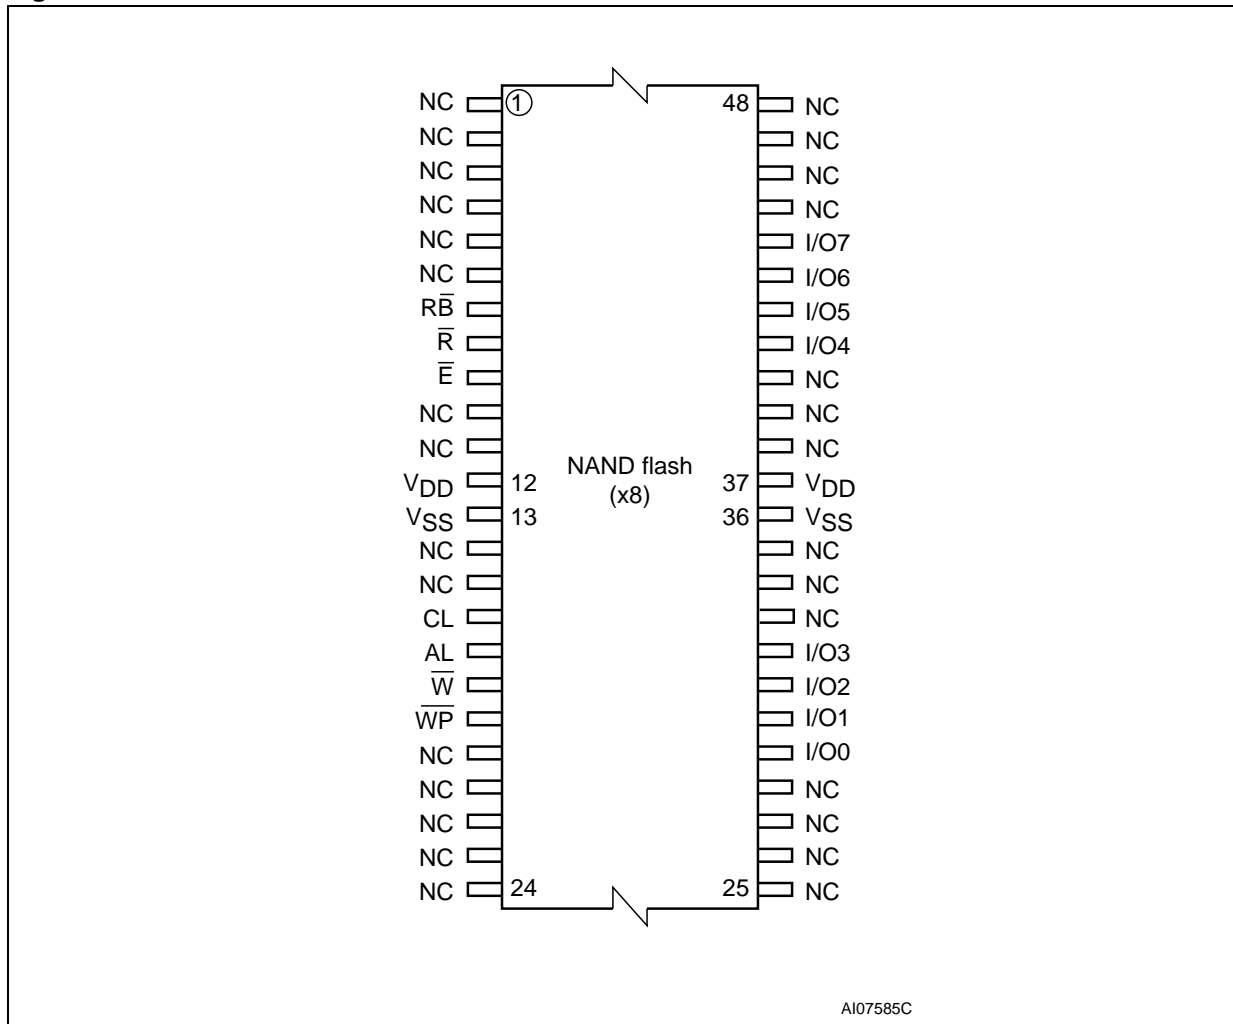 NC 1 48 NC
NC NC
NC NC
NC NC
NC I/O7
NC I/O6
RB̅ I/O5
R̅ I/O4
E̅ NC
NC NC
NC NC
NAND flash
(x8)
VDD 12 37 VDD
VSS 13 36 VSS
NC NC
NC NC
CL NC
AL I/O3
W̅ I/O2
W̅P̅ I/O1
NC I/O0
NC NC
NC NC
NC NC
NC 24 25 NC
AI07585C